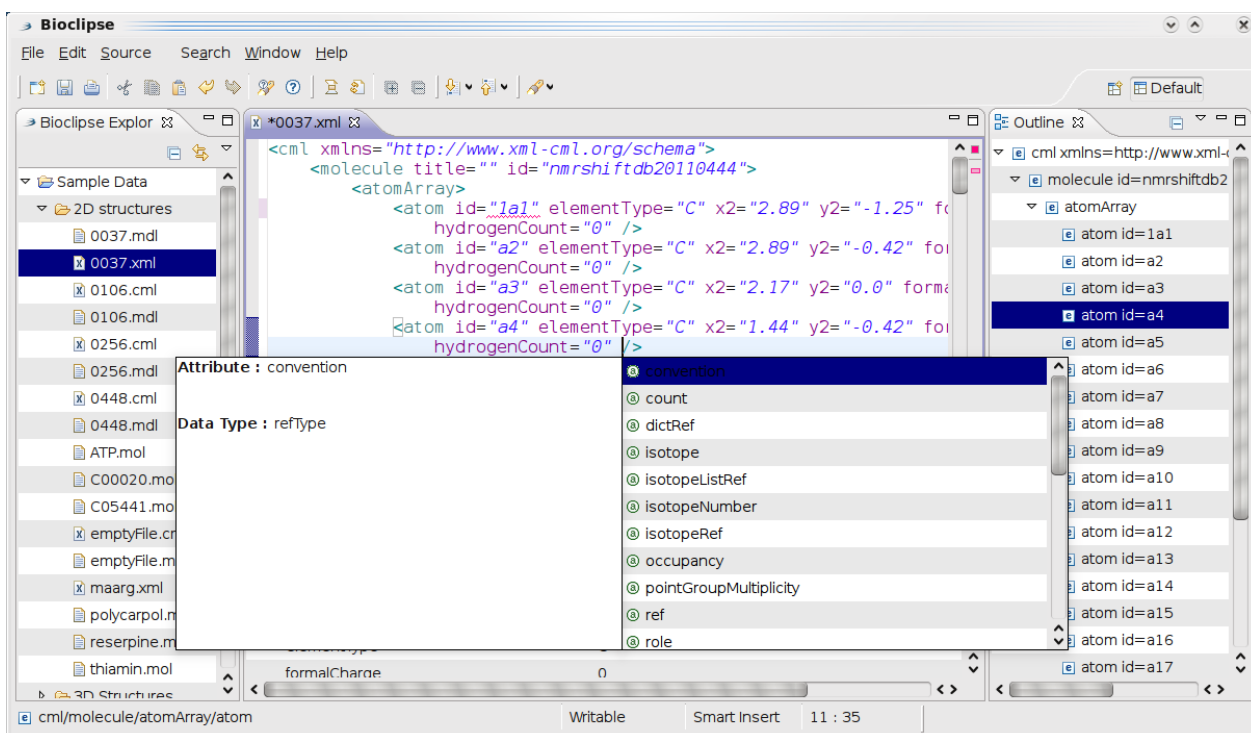 Bioclipse
File Edit Source Search Window Help
Default
Bioclipse Explor
Sample Data
2D structures
0037.mdl
0037.xml
0106.cml
0106.mdl
0256.cml
0256.mdl
0448.cml
0448.mdl
ATP.mol
C00020.mo
C05441.mo
emptyFile.cr
emptyFile.m
maarg.xml
polycarpol.m
reserpine.m
thiamin.mol
3D Structures
*0037.xml
<cml xmlns="http://www.xml-cml.org/schema">
<molecule title="" id="nmrshiftdb20110444">
<atomArray>
<atom id="1a1" elementType="C" x2="2.89" y2="-1.25" fo
hydrogenCount="0" />
<atom id="a2" elementType="C" x2="2.89" y2="-0.42" for
hydrogenCount="0" />
<atom id="a3" elementType="C" x2="2.17" y2="0.0" forma
hydrogenCount="0" />
<atom id="a4" elementType="C" x2="1.44" y2="-0.42" for
hydrogenCount="0" />
Attribute : convention
Data Type : refType
convention
count
dictRef
isotope
isotopeListRef
isotopeNumber
isotopeRef
occupancy
pointGroupMultiplicity
ref
role
formalCharge 0
Outline
cml xmlns=http://www.xml-c
molecule id=nmrshiftdb2
atomArray
atom id=1a1
atom id=a2
atom id=a3
atom id=a4
atom id=a5
atom id=a6
atom id=a7
atom id=a8
atom id=a9
atom id=a10
atom id=a11
atom id=a12
atom id=a13
atom id=a14
atom id=a15
atom id=a16
atom id=a17
cml/molecule/atomArray/atom
Writable
Smart Insert
11 : 35